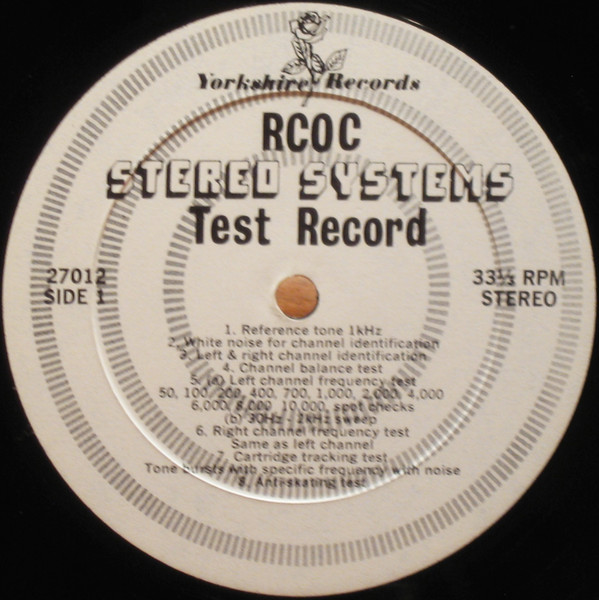 Yorkshire Records
RCOC
STEREO SYSTEMS
Test Record
27012
SIDE 1
33⅓ RPM
STEREO
1. Reference tone 1kHz
2. White noise for channel identification
3. Left & right channel identification
4. Channel balance test
5. (a) Left channel frequency test
50, 100, 200, 400, 700, 1,000, 2,000, 4,000
6,000, 8,000, 10,000, spot checks
(b) 30Hz - 2kHz sweep
6. Right channel frequency test
Same as left channel
7. Cartridge tracking test
Tone bursts with specific frequency with noise
8. Anti-skating test